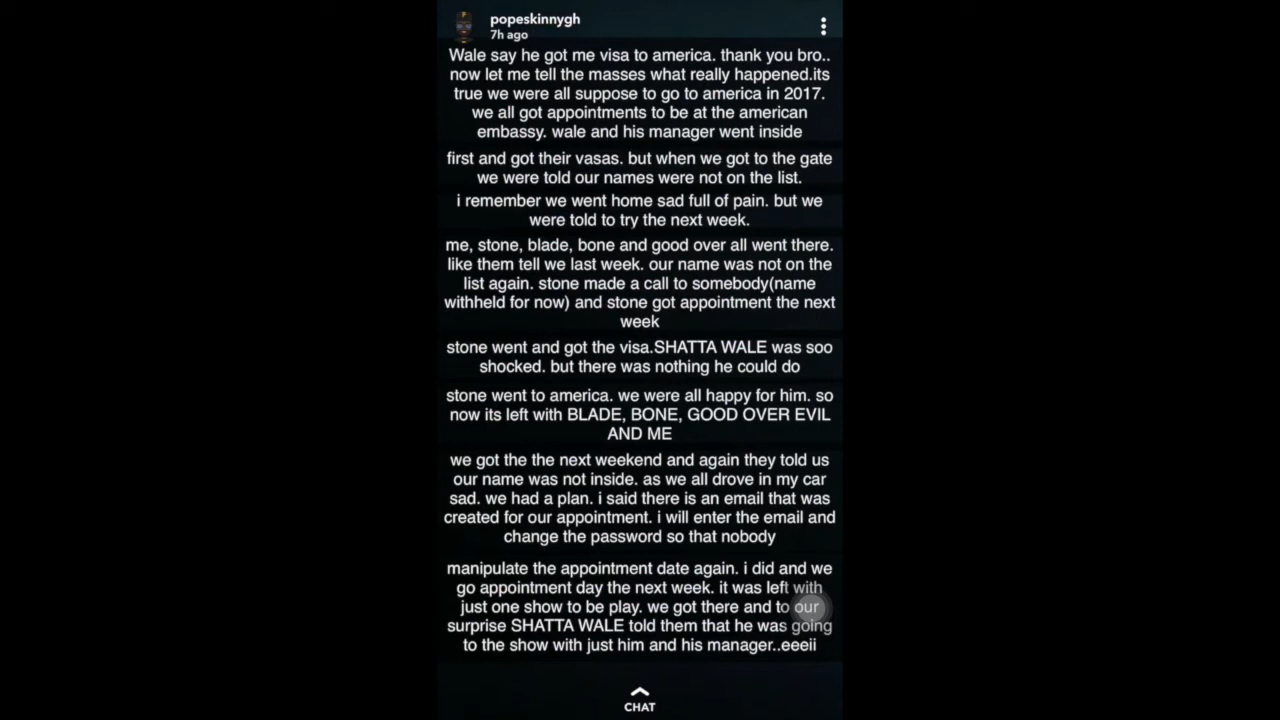 popeskinnygh
7h ago
Wale say he got me visa to america. thank you bro..
now let me tell the masses what really happened.its
true we were all suppose to go to america in 2017.
we all got appointments to be at the american
embassy. wale and his manager went inside
first and got their vasas. but when we got to the gate
we were told our names were not on the list.
i remember we went home sad full of pain. but we
were told to try the next week.
me, stone, blade, bone and good over all went there.
like them tell we last week. our name was not on the
list again. stone made a call to somebody(name
withheld for now) and stone got appointment the next
week
stone went and got the visa.SHATTA WALE was soo
shocked. but there was nothing he could do
stone went to america. we were all happy for him. so
now its left with BLADE, BONE, GOOD OVER EVIL
AND ME
we got the the next weekend and again they told us
our name was not inside. as we all drove in my car
sad. we had a plan. i said there is an email that was
created for our appointment. i will enter the email and
change the password so that nobody
manipulate the appointment date again. i did and we
go appointment day the next week. it was left with
just one show to be play. we got there and to our
surprise SHATTA WALE told them that he was going
to the show with just him and his manager..eeeii
CHAT